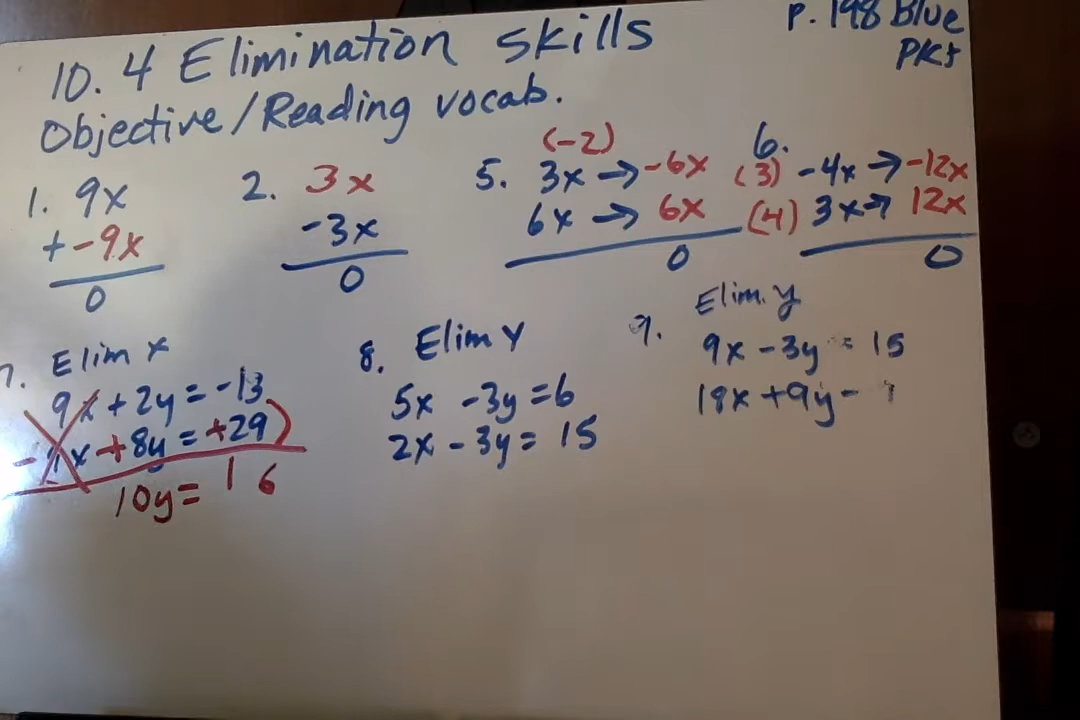 10.4 Elimination skills
p. 198 Blue
PKt
Objective/Reading vocab.
1. 9x
+ -9x
0
2. 3x
-3x
0
5. (-2)
3x → -6x
6x → 6x
0
6.
(3) -4x → -12x
(4) 3x → 12x
0
7. Elim x
9x + 2y = -13
x + 8y = +29)
10y = 16
8. Elim y
5x - 3y = 6
2x - 3y = 15
9. Elim. y
9x - 3y = 15
18x + 9y -